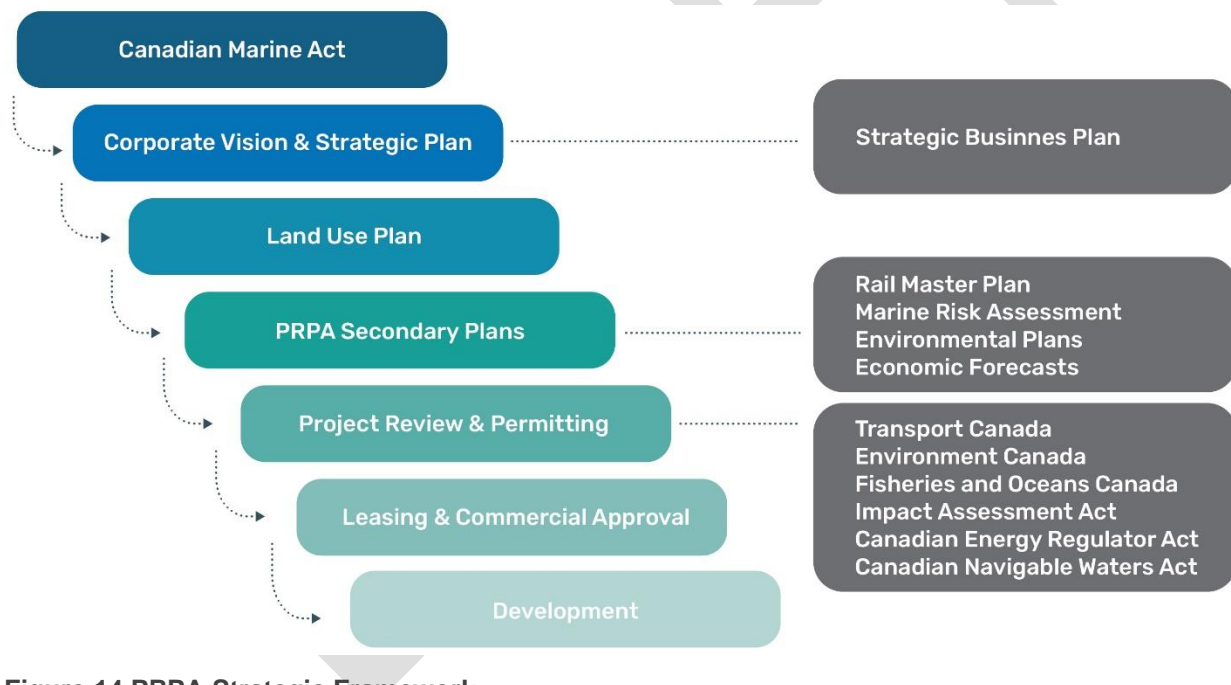 Canadian Marine Act
Corporate Vision & Strategic Plan
Strategic Businnes Plan
Land Use Plan
PRPA Secondary Plans
Rail Master Plan
Marine Risk Assessment
Environmental Plans
Economic Forecasts
Project Review & Permitting
Transport Canada
Environment Canada
Fisheries and Oceans Canada
Impact Assessment Act
Canadian Energy Regulator Act
Canadian Navigable Waters Act
Leasing & Commercial Approval
Development
Figure 14 PRPA Strategic Framework